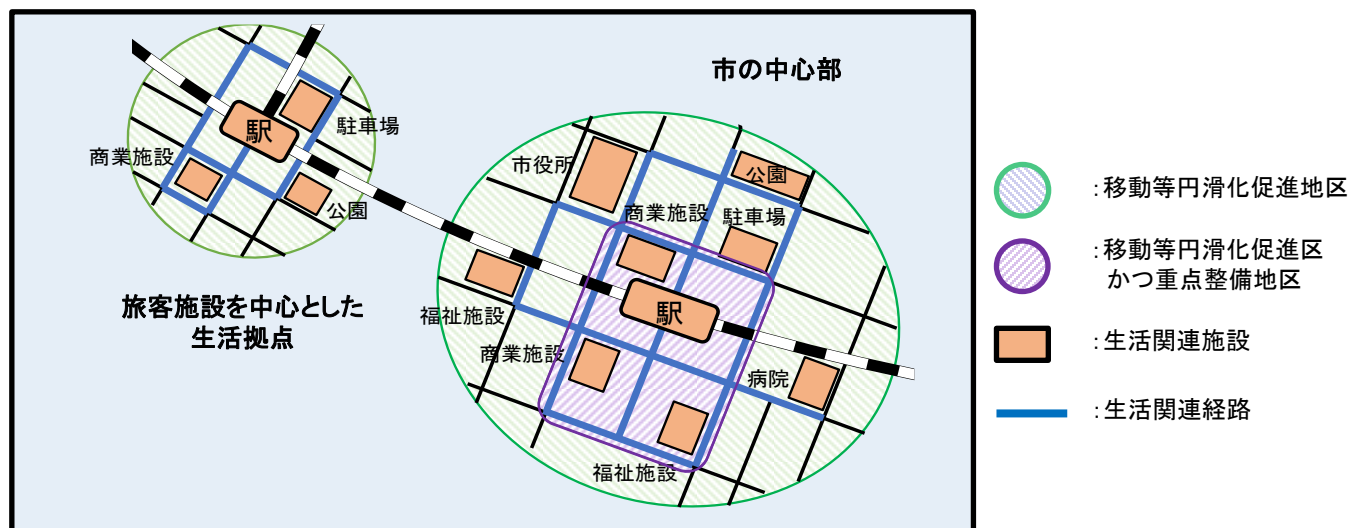 市の中心部
駅
駐車場
商業施設
公園
旅客施設を中心とした
生活拠点
市役所
公園
商業施設
駐車場
福祉施設
駅
商業施設
病院
福祉施設
:移動等円滑化促進地区
:移動等円滑化促進区
かつ重点整備地区
:生活関連施設
:生活関連経路